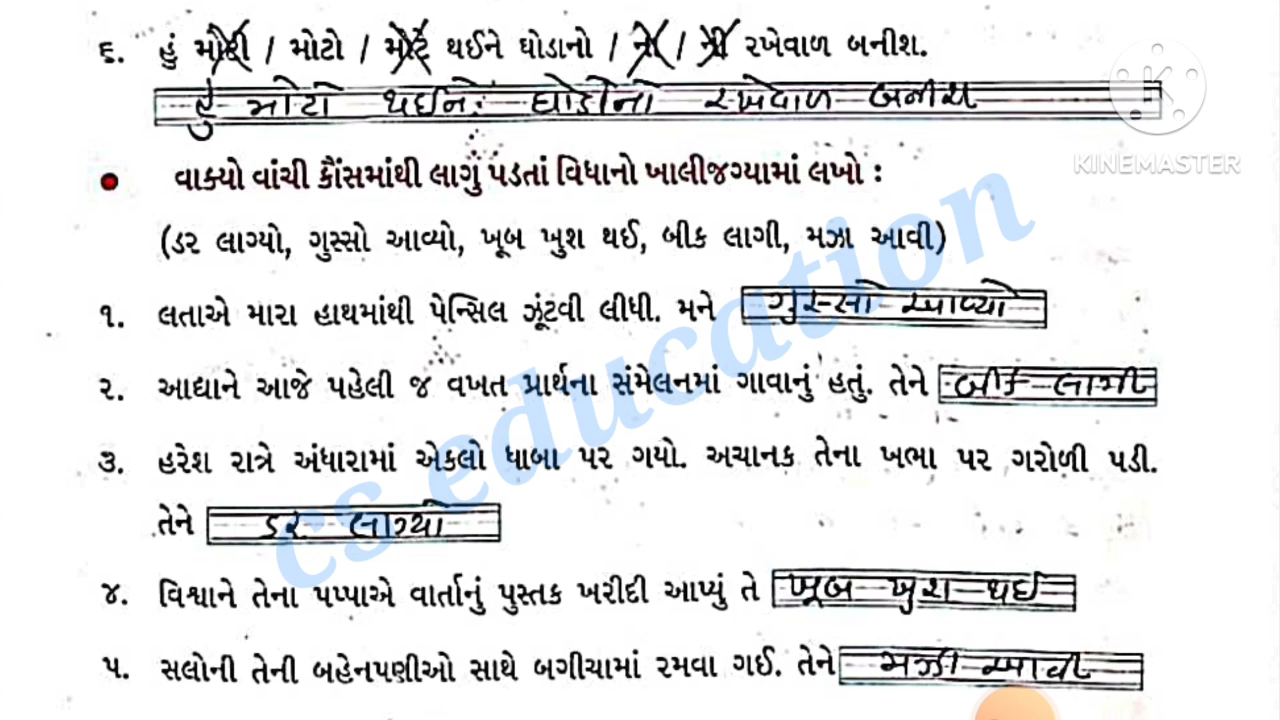 ૬. હું મોટી / મોટો / મોટે થઈને ઘોડાનો / ને / ની રખેવાળ બનીશ.
હું મોટો થઈને ઘોડાનો રખેવાળ બનીશ
KINEMASTER
• વાક્યો વાંચી કૌંસમાંથી લાગુ પડતાં વિધાનો ખાલીજગ્યામાં લખો :
(ડર લાગ્યો, ગુસ્સો આવ્યો, ખૂબ ખુશ થઈ, બીક લાગી, મઝા આવી)
૧. લતાએ મારા હાથમાંથી પેન્સિલ ઝૂંટવી લીધી. મને ગુસ્સો આવ્યો
૨. આદ્યાને આજે પહેલી જ વખત પ્રાર્થના સંમેલનમાં ગાવાનું હતું. તેને બીક લાગી
૩. હરેશ રાત્રે અંધારામાં એકલો ધાબા પર ગયો. અચાનક તેના ખભા પર ગરોળી પડી.
તેને ડર લાગ્યો
૪. વિશ્વાને તેના પપ્પાએ વાર્તાનું પુસ્તક ખરીદી આપ્યું તે ખૂબ ખુશ થઈ
૫. સલોની તેની બહેનપણીઓ સાથે બગીચામાં રમવા ગઈ. તેને મઝા આવી
cs education